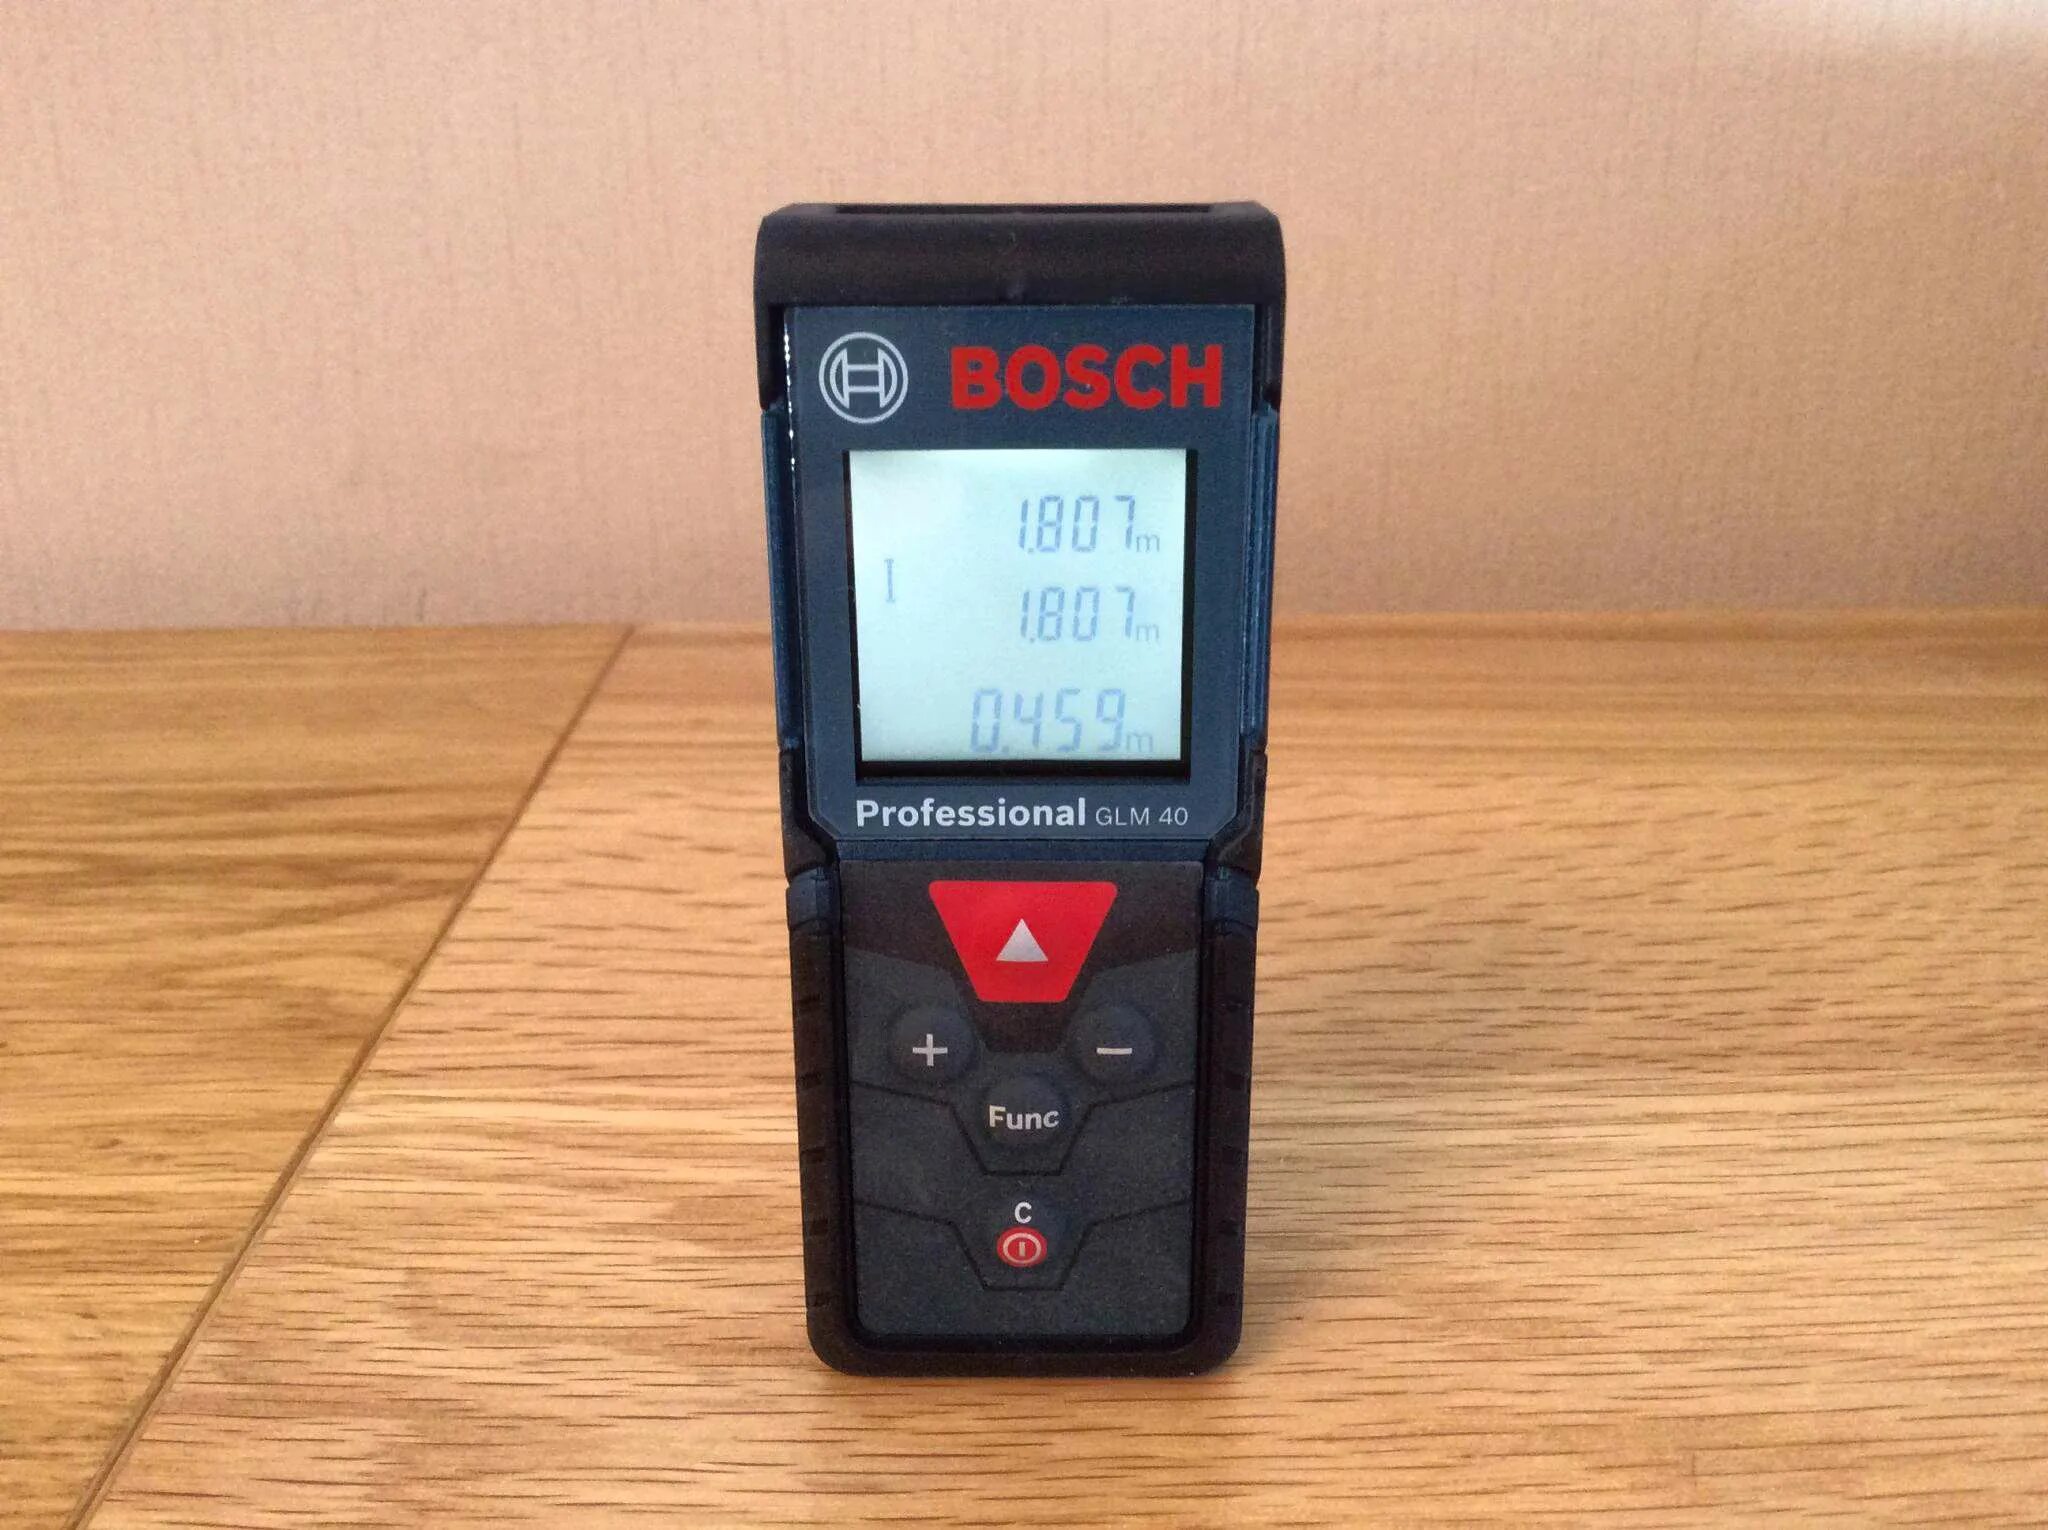 BOSCH
1.807m
1.807m
0.459m
Professional GLM 40
+ −
Func
C